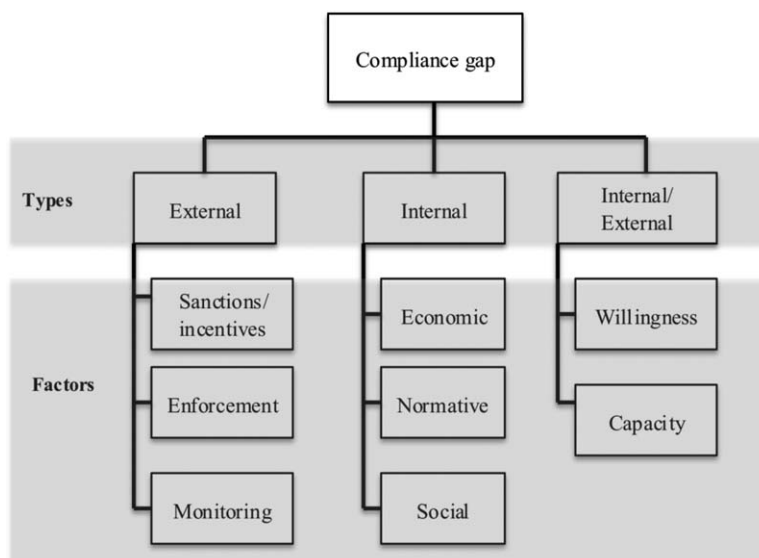 Compliance gap
Types
External
Internal
Internal/
External
Factors
Sanctions/
incentives
Economic
Willingness
Enforcement
Normative
Capacity
Monitoring
Social